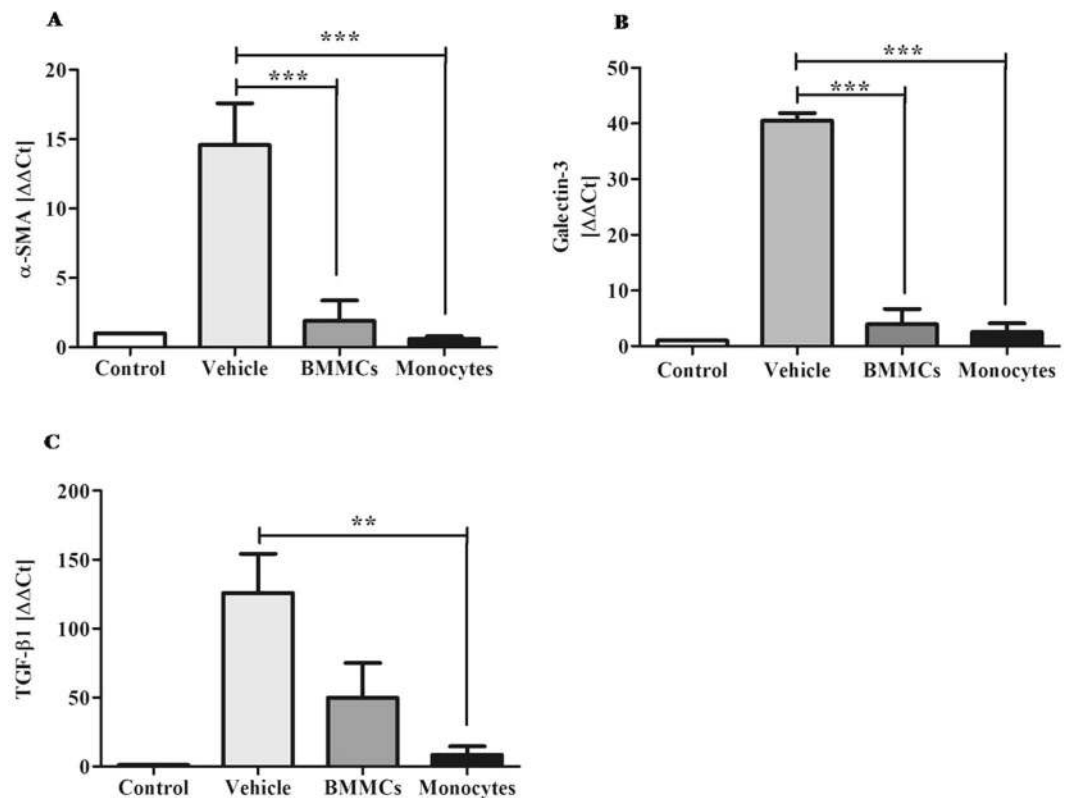 A
***
***
20
15
10
5
0
α-SMA |ΔΔCt|
Control Vehicle BMMCs Monocytes
B
***
***
50
40
30
20
10
0
Galectin-3
|ΔΔCt|
Control Vehicle BMMCs Monocytes
C
**
200
150
100
50
0
TGF-β1 |ΔΔCt|
Control Vehicle BMMCs Monocytes